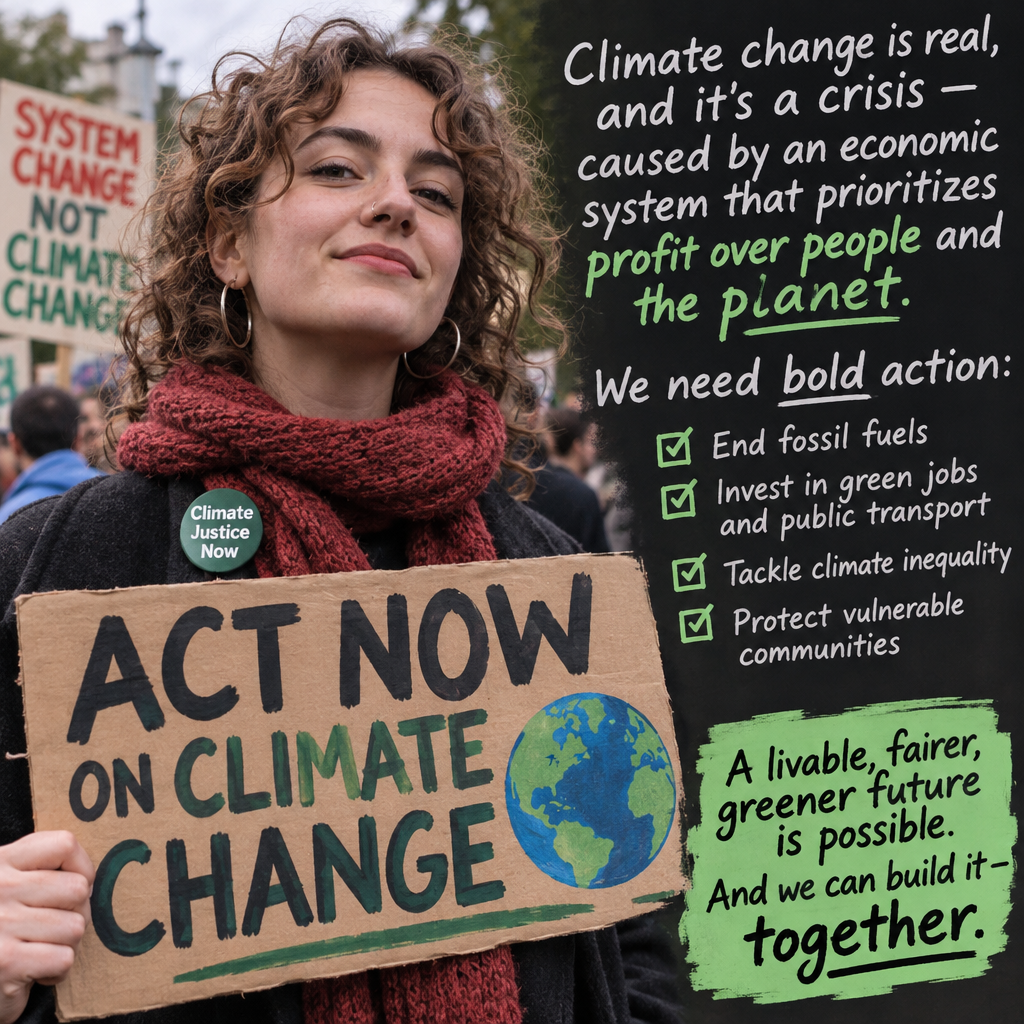 SYSTEM
CHANGE
NOT
CLIMATE
CHANGE
Climate
Justice
Now
ACT NOW
ON CLIMATE
CHANGE
Climate change is real,
and it's a crisis —
caused by an economic
system that prioritizes
profit over people and
the planet.
We need bold action:
☑ End fossil fuels
☑ Invest in green jobs
and public transport
☑ Tackle climate inequality
☑ Protect vulnerable
communities
A livable, fairer,
greener future
is possible.
And we can build it –
together.